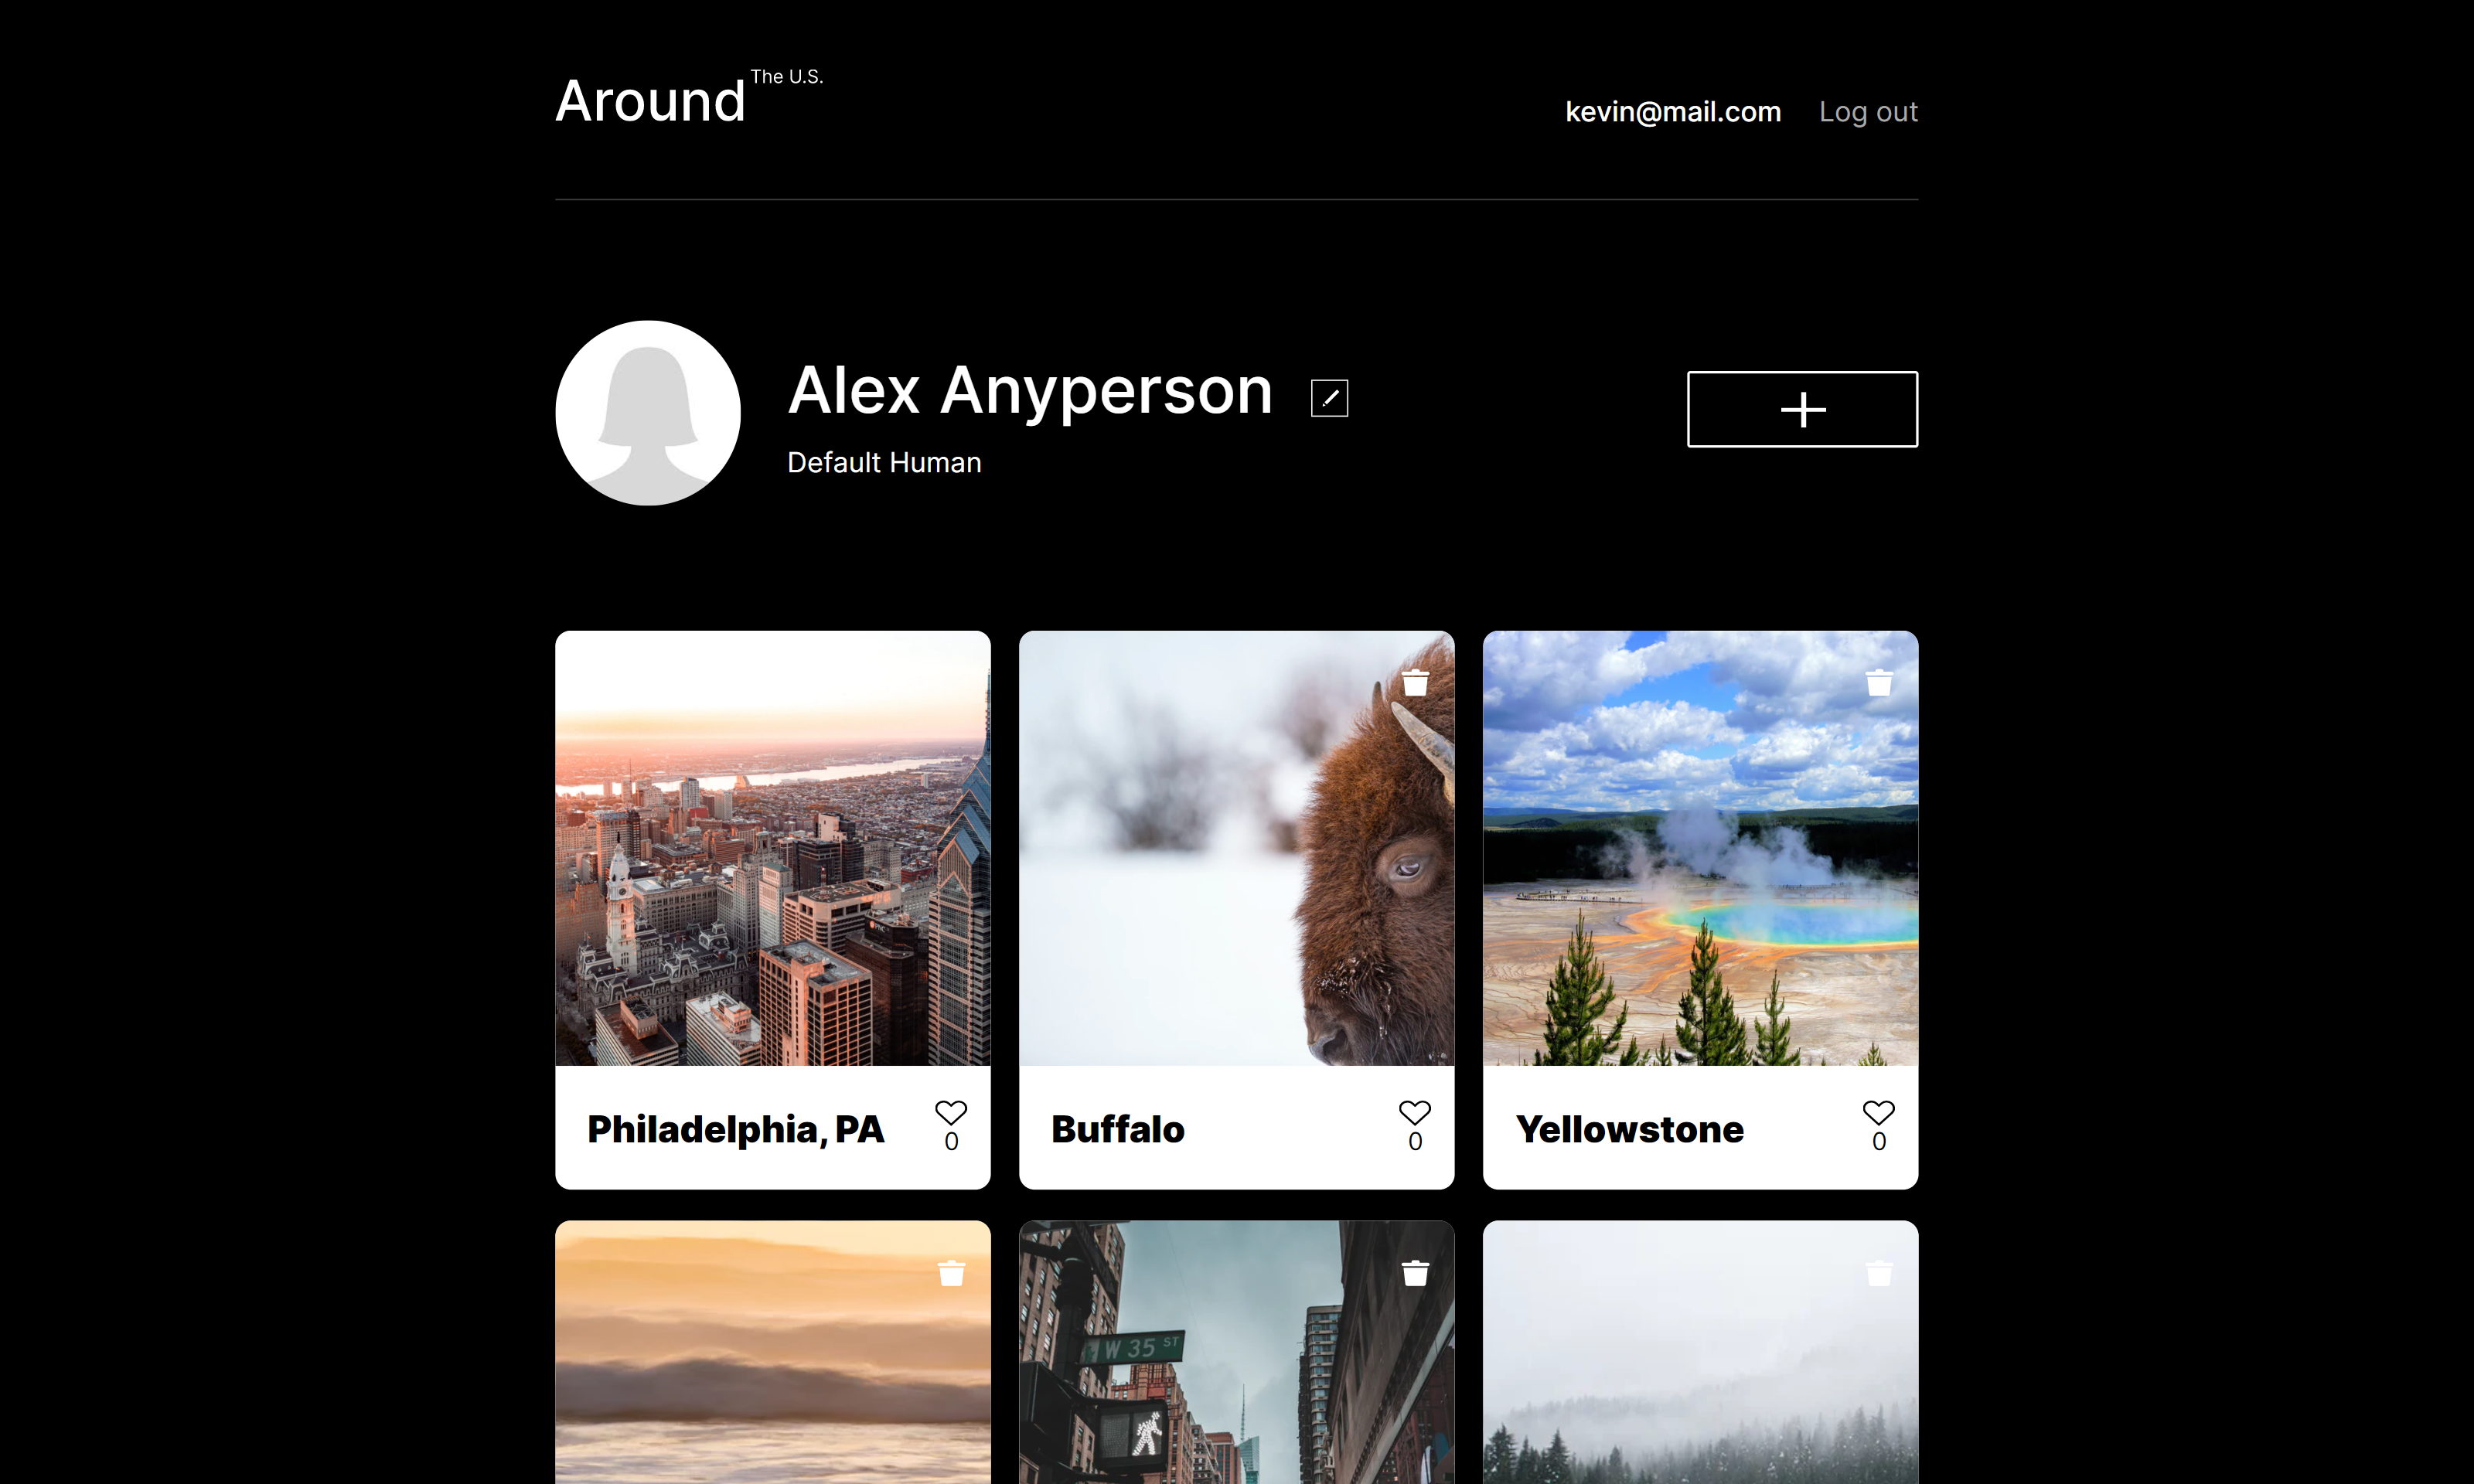 Around The U.S.
kevin@mail.com Log out
Alex Anyperson
Default Human
Philadelphia, PA
0
Buffalo
0
Yellowstone
0
W 35 ST